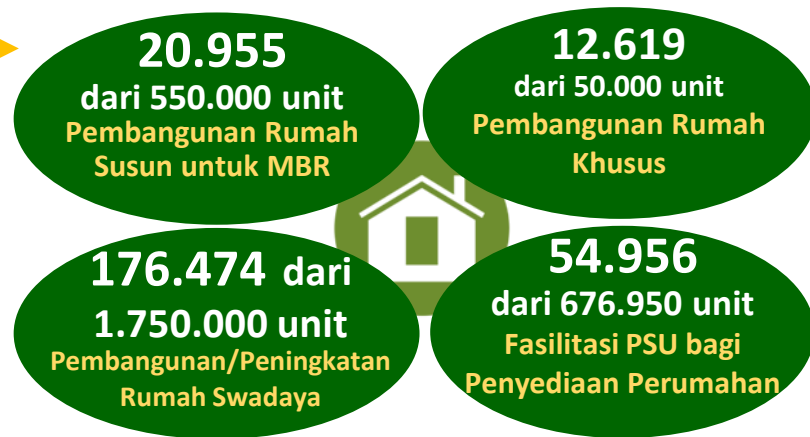 20.955
dari 550.000 unit
Pembangunan Rumah
Susun untuk MBR
12.619
dari 50.000 unit
Pembangunan Rumah
Khusus
176.474 dari
1.750.000 unit
Pembangunan/Peningkatan
Rumah Swadaya
54.956
dari 676.950 unit
Fasilitasi PSU bagi
Penyediaan Perumahan